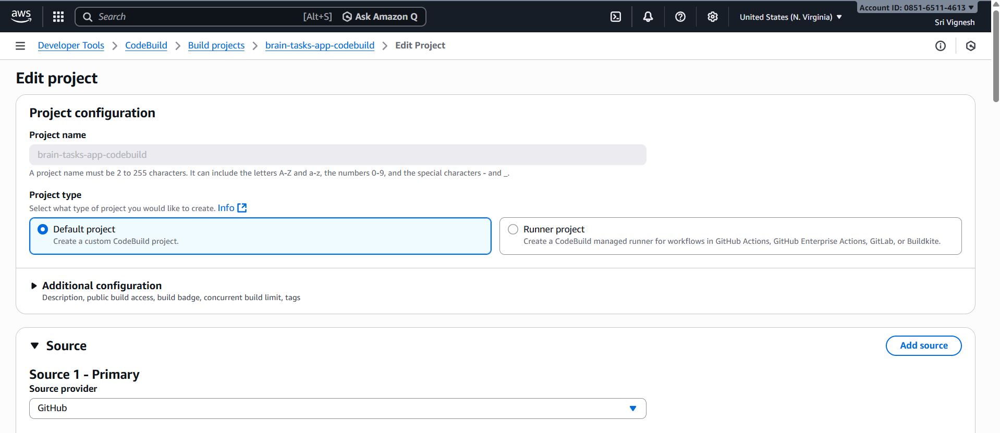 aws
Search [Alt+S] Ask Amazon Q
United States (N. Virginia)
Account ID: 0851-6511-4613
Sri Vignesh
Developer Tools
CodeBuild
Build projects
brain-tasks-app-codebuild
Edit Project
Edit project
Project configuration
Project name
brain-tasks-app-codebuild
A project name must be 2 to 255 characters. It can include the letters A-Z and a-z, the numbers 0-9, and the special characters - and _.
Project type
Select what type of project you would like to create. Info
Default project
Create a custom CodeBuild project.
Runner project
Create a CodeBuild managed runner for workflows in GitHub Actions, GitHub Enterprise Actions, GitLab, or Buildkite.
Additional configuration
Description, public build access, build badge, concurrent build limit, tags
Source
Add source
Source 1 - Primary
Source provider
GitHub